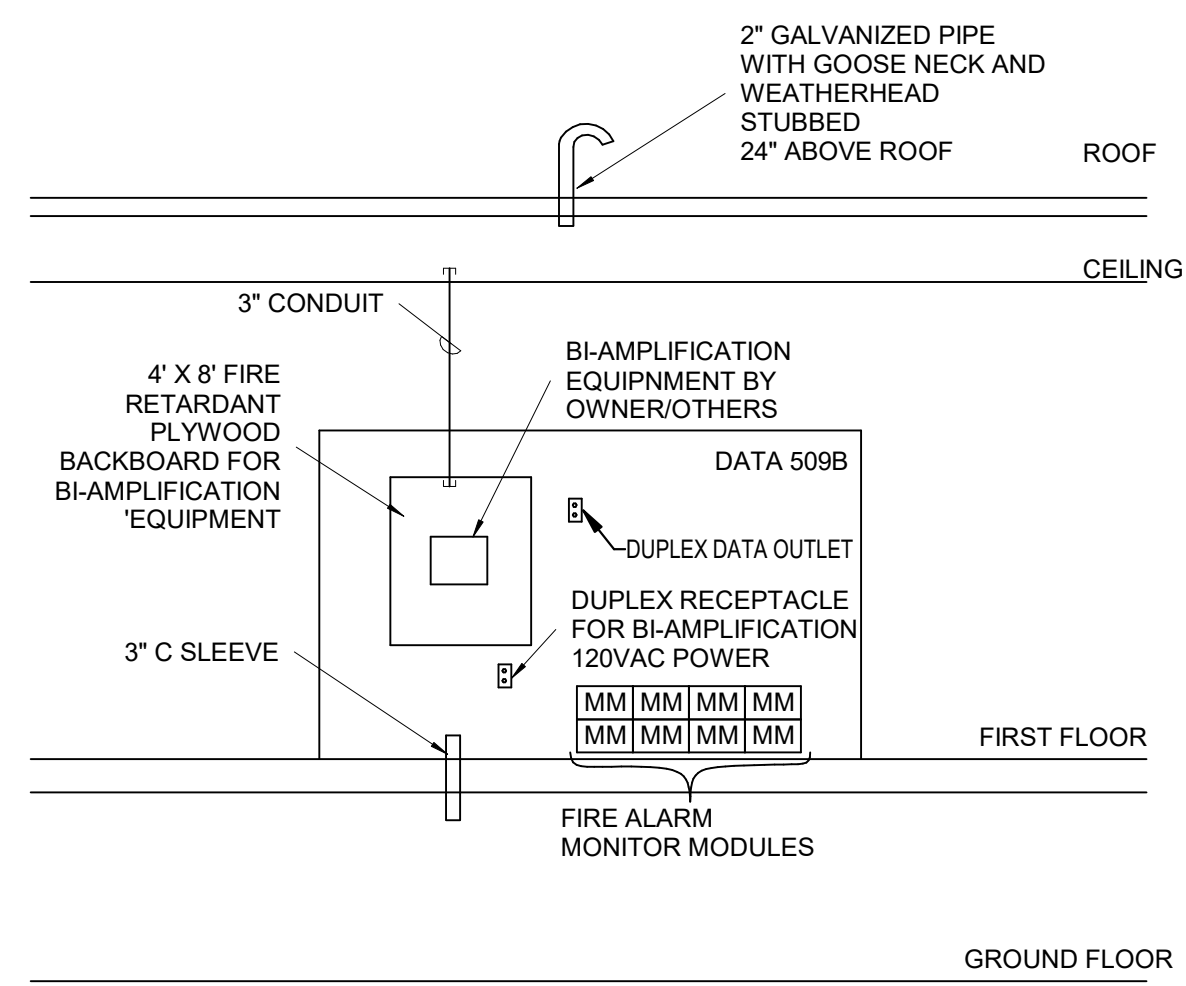 2" GALVANIZED PIPE
WITH GOOSE NECK AND
WEATHERHEAD
STUBBED
24" ABOVE ROOF
ROOF
CEILING
3" CONDUIT
BI-AMPLIFICATION
EQUIPNMENT BY
OWNER/OTHERS
4' X 8' FIRE
RETARDANT
PLYWOOD
BACKBOARD FOR
BI-AMPLIFICATION
'EQUIPMENT
DATA 509B
DUPLEX DATA OUTLET
DUPLEX RECEPTACLE
FOR BI-AMPLIFICATION
120VAC POWER
3" C SLEEVE
MM MM MM MM
MM MM MM MM
FIRST FLOOR
FIRE ALARM
MONITOR MODULES
GROUND FLOOR